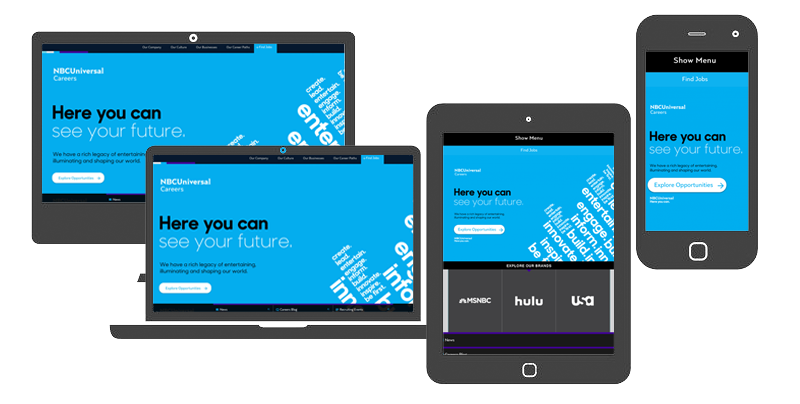 Our Company Our Culture Our Businesses Our Career Paths Find Jobs
NBCUniversal
Careers
Here you can
see your future.
We have a rich legacy of entertaining,
illuminating and shaping our world.
Explore Opportunities →
News
create.
lead.
entertain.
engage.
inform.
build.
innovate
Our Company Our Culture Our Businesses Our Career Paths Find Jobs
NBCUniversal
Careers
Here you can
see your future.
We have a rich legacy of entertaining,
illuminating and shaping our world.
Explore Opportunities →
create.
lead.
entertain.
engage.
inform.
build.
innovate.
inspire.
be first.
News Careers Blog Recruiting Events
Show Menu
Find Jobs
NBCUniversal
Careers
Here you can
see your future.
We have a rich legacy of entertaining,
illuminating and shaping our world.
Explore Opportunities →
NBCUniversal
EXPLORE OUR BRANDS
MSNBC hulu usa
News
Show Menu
Find Jobs
NBCUniversal
Careers
Here you can
see your future.
We have a rich legacy of entertaining,
illuminating and shaping our world.
Explore Opportunities →
NBCUniversal